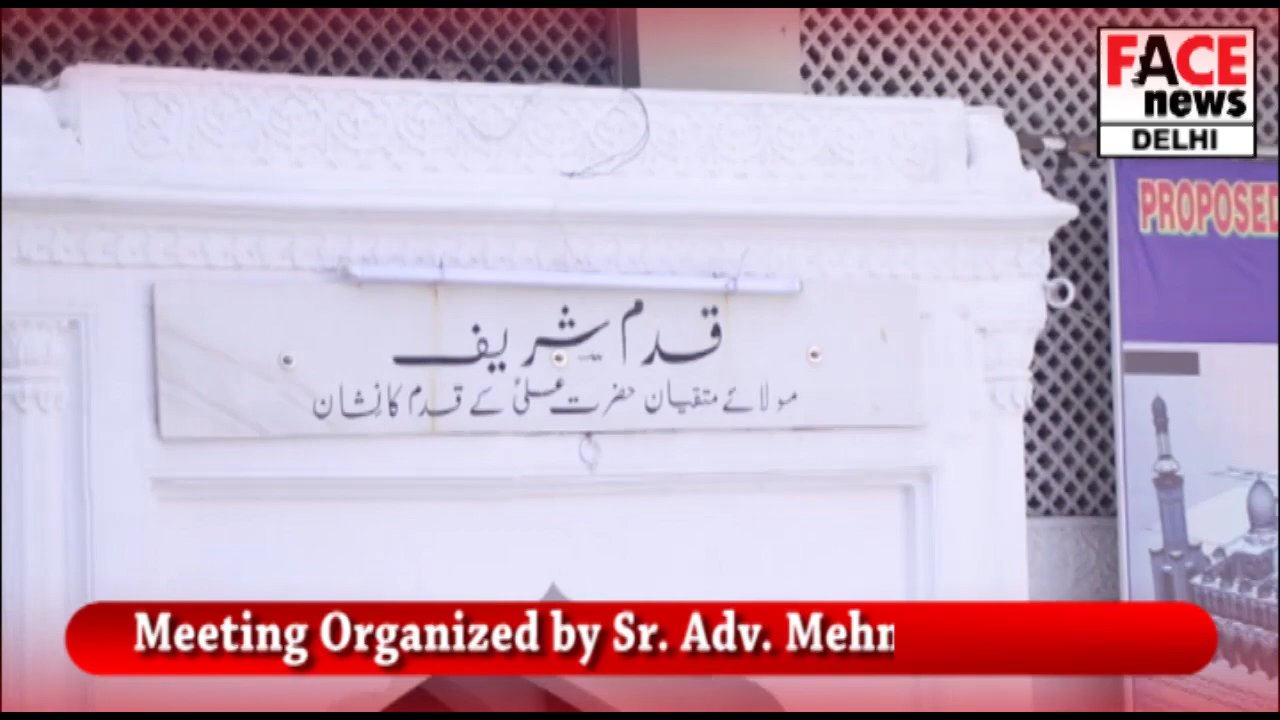 FACE
news
DELHI
PROPOSED
قدم شریف
مولائے متقیان حضرت علیؑ کے قدم کا نشان
Meeting Organized by Sr. Adv. Mehn